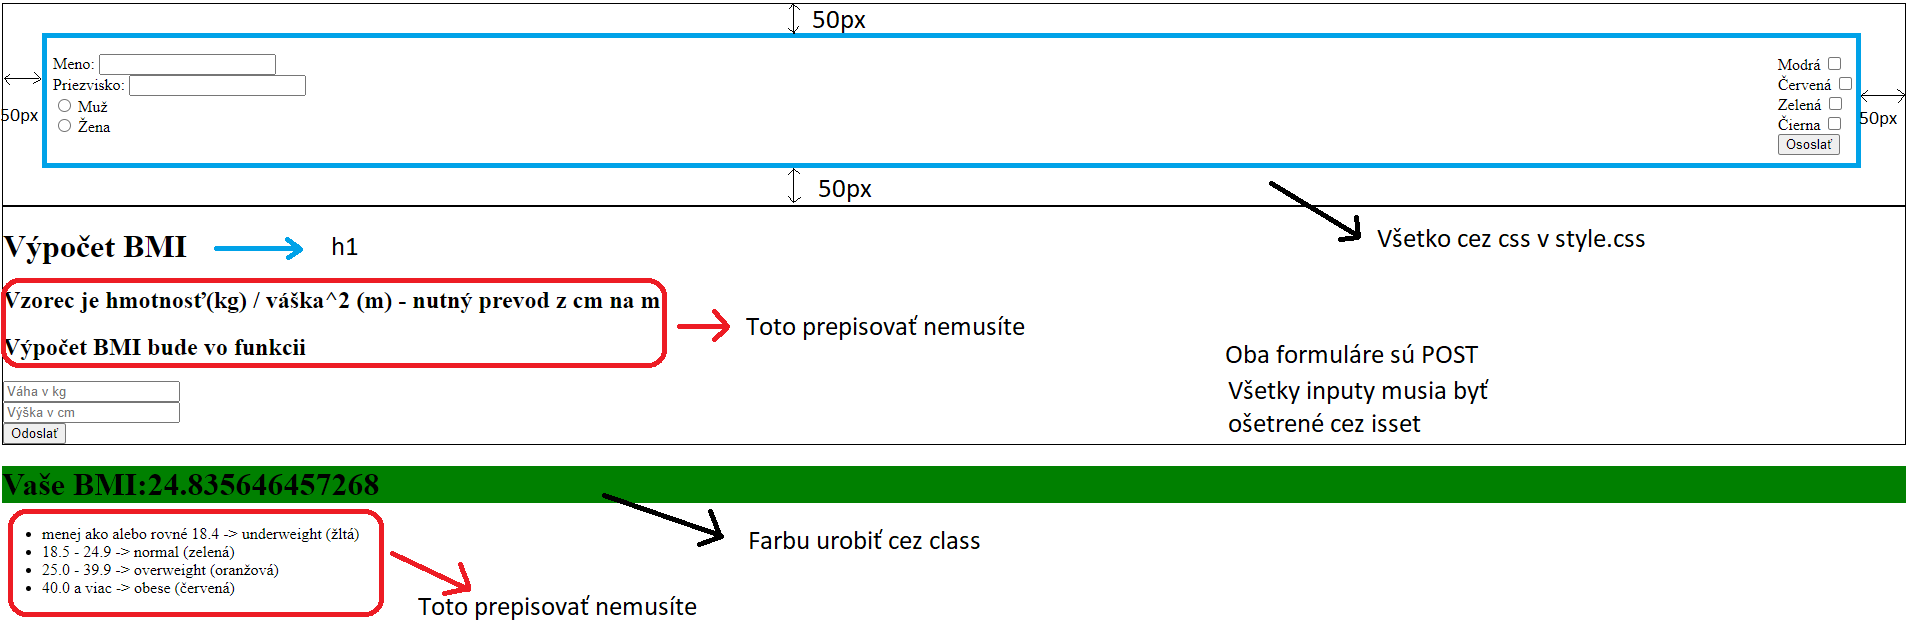 50px
Meno:
Priezvisko:
Muž
Žena
Modrá
Červená
Zelená
Čierna
Ososlať
50px
50px
50px
Všetko cez css v style.css
Výpočet BMI
h1
Vzorec je hmotnosť(kg) / váška^2 (m) - nutný prevod z cm na m
Toto prepisovať nemusíte
Výpočet BMI bude vo funkcii
Oba formuláre sú POST
Všetky inputy musia byť
ošetrené cez isset
Váha v kg
Výška v cm
Odoslať
Vaše BMI:24.835646457268
Farbu urobiť cez class
menej ako alebo rovné 18.4 -> underweight (žltá)
18.5 - 24.9 -> normal (zelená)
25.0 - 39.9 -> overweight (oranžová)
40.0 a viac -> obese (červená)
Toto prepisovať nemusíte